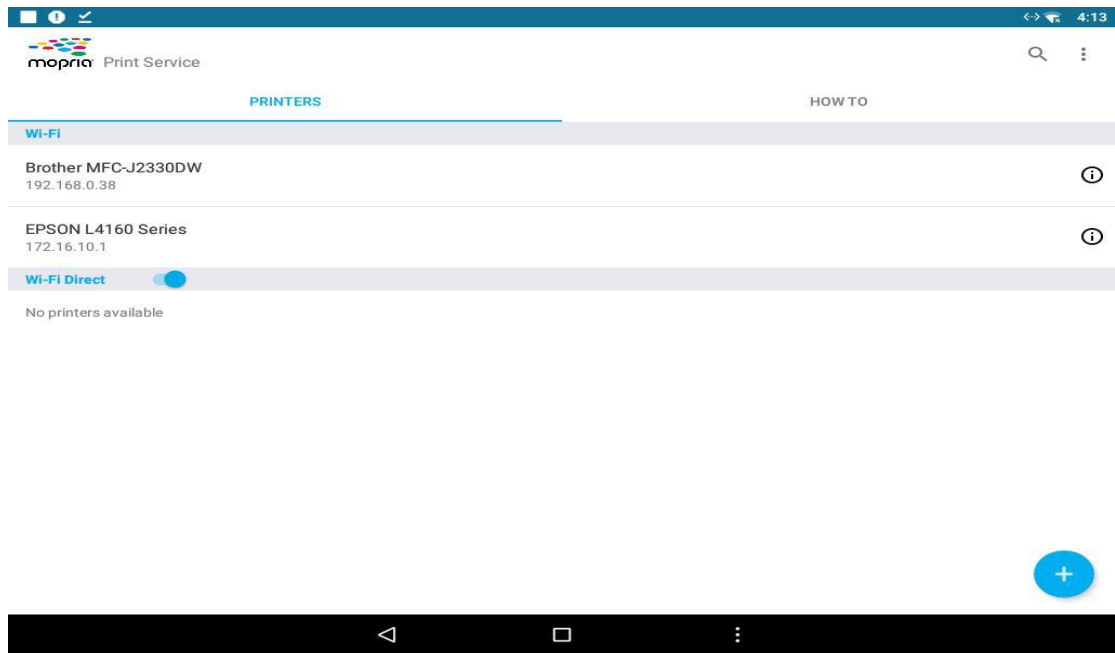 4:13
mopria Print Service
PRINTERS HOW TO
Wi-Fi
Brother MFC-J2330DW
192.168.0.38
EPSON L4160 Series
172.16.10.1
Wi-Fi Direct
No printers available